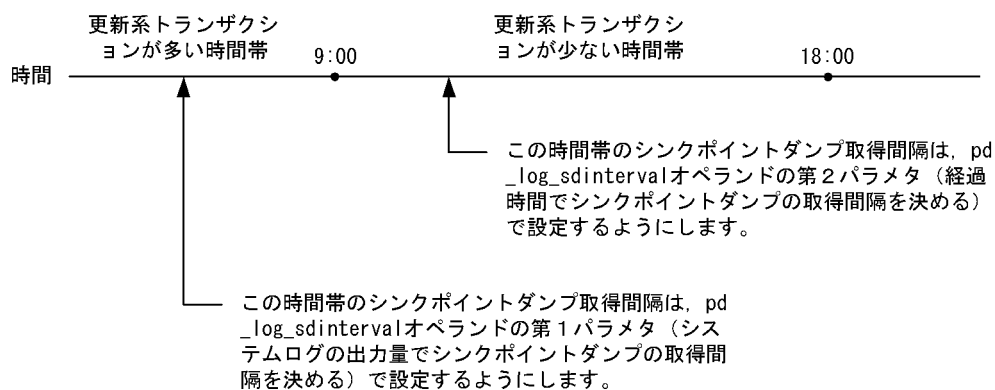 更新系トランザクシ
ョンが多い時間帯
9:00
更新系トランザクシ
ョンが少ない時間帯
18:00
時間
この時間帯のシンクポイントダンプ取得間隔は，pd
_log_sdintervalオペランドの第２パラメタ（経過
時間でシンクポイントダンプの取得間隔を決める）
で設定するようにします。
この時間帯のシンクポイントダンプ取得間隔は，pd
_log_sdintervalオペランドの第１パラメタ（シス
テムログの出力量でシンクポイントダンプの取得間
隔を決める）で設定するようにします。